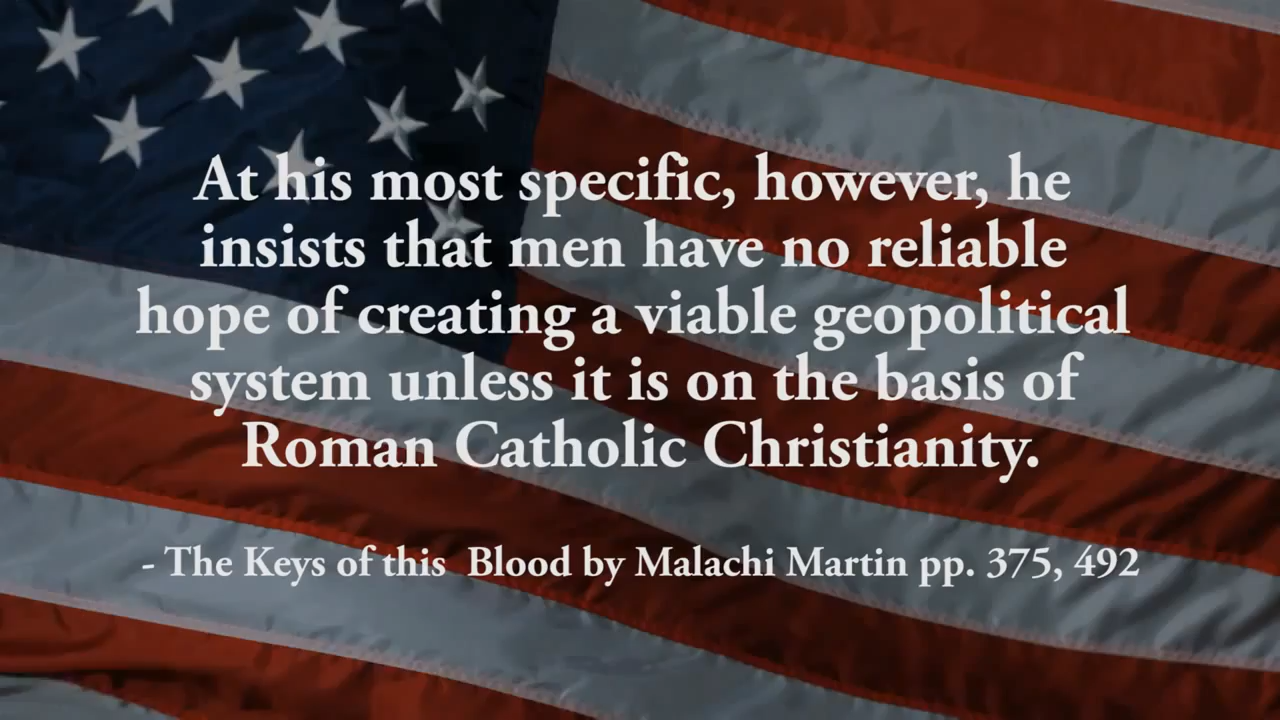 At his most specific, however, he
insists that men have no reliable
hope of creating a viable geopolitical
system unless it is on the basis of
Roman Catholic Christianity.
- The Keys of this  Blood by Malachi Martin pp. 375, 492